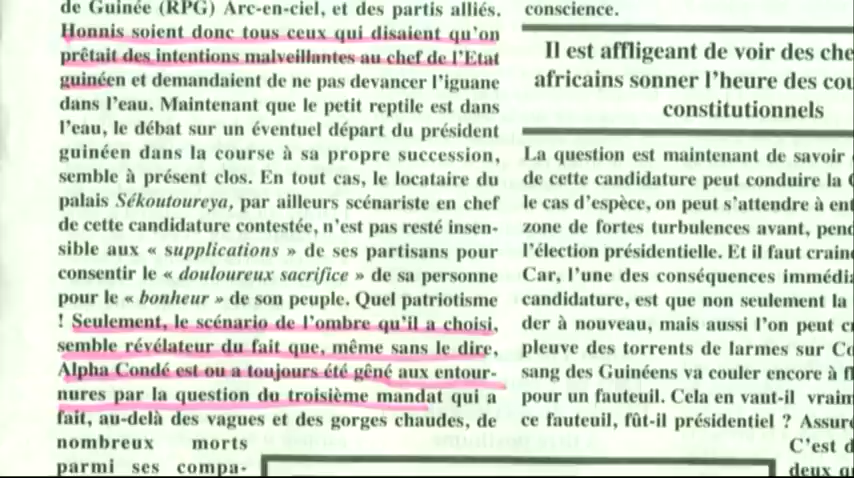 de Guinée (RPG) Arc-en-ciel, et des partis alliés.
Honnis soient donc tous ceux qui disaient qu'on
prêtait des intentions malveillantes au chef de l'Etat
guinéen et demandaient de ne pas devancer l'iguane
dans l'eau. Maintenant que le petit reptile est dans
l'eau, le débat sur un éventuel départ du président
guinéen dans la course à sa propre succession,
semble à présent clos. En tout cas, le locataire du
palais Sékoutoureya, par ailleurs scénariste en chef
de cette candidature contestée, n'est pas resté insen-
sible aux « supplications » de ses partisans pour
consentir le « douloureux sacrifice » de sa personne
pour le « bonheur » de son peuple. Quel patriotisme
! Seulement, le scénario de l'ombre qu'il a choisi,
semble révélateur du fait que, même sans le dire,
Alpha Condé est ou a toujours été gêné aux entour-
nures par la question du troisième mandat qui a
fait, au-delà des vagues et des gorges chaudes, de
nombreux morts
parmi ses compa-
conscience.
Il est affligeant de voir des che
africains sonner l'heure des cou
constitutionnels
La question est maintenant de savoir
de cette candidature peut conduire la
le cas d'espèce, on peut s'attendre à ent
zone de fortes turbulences avant, pend
l'élection présidentielle. Et il faut crain
Car, l'une des conséquences immédia
candidature, est que non seulement la
der à nouveau, mais aussi l'on peut c
pleuve des torrents de larmes sur Co
sang des Guinéens va couler encore à fl
pour un fauteuil. Cela en vaut-il vraim
ce fauteuil, fût-il présidentiel ? Assuré
C'est d
deux qu